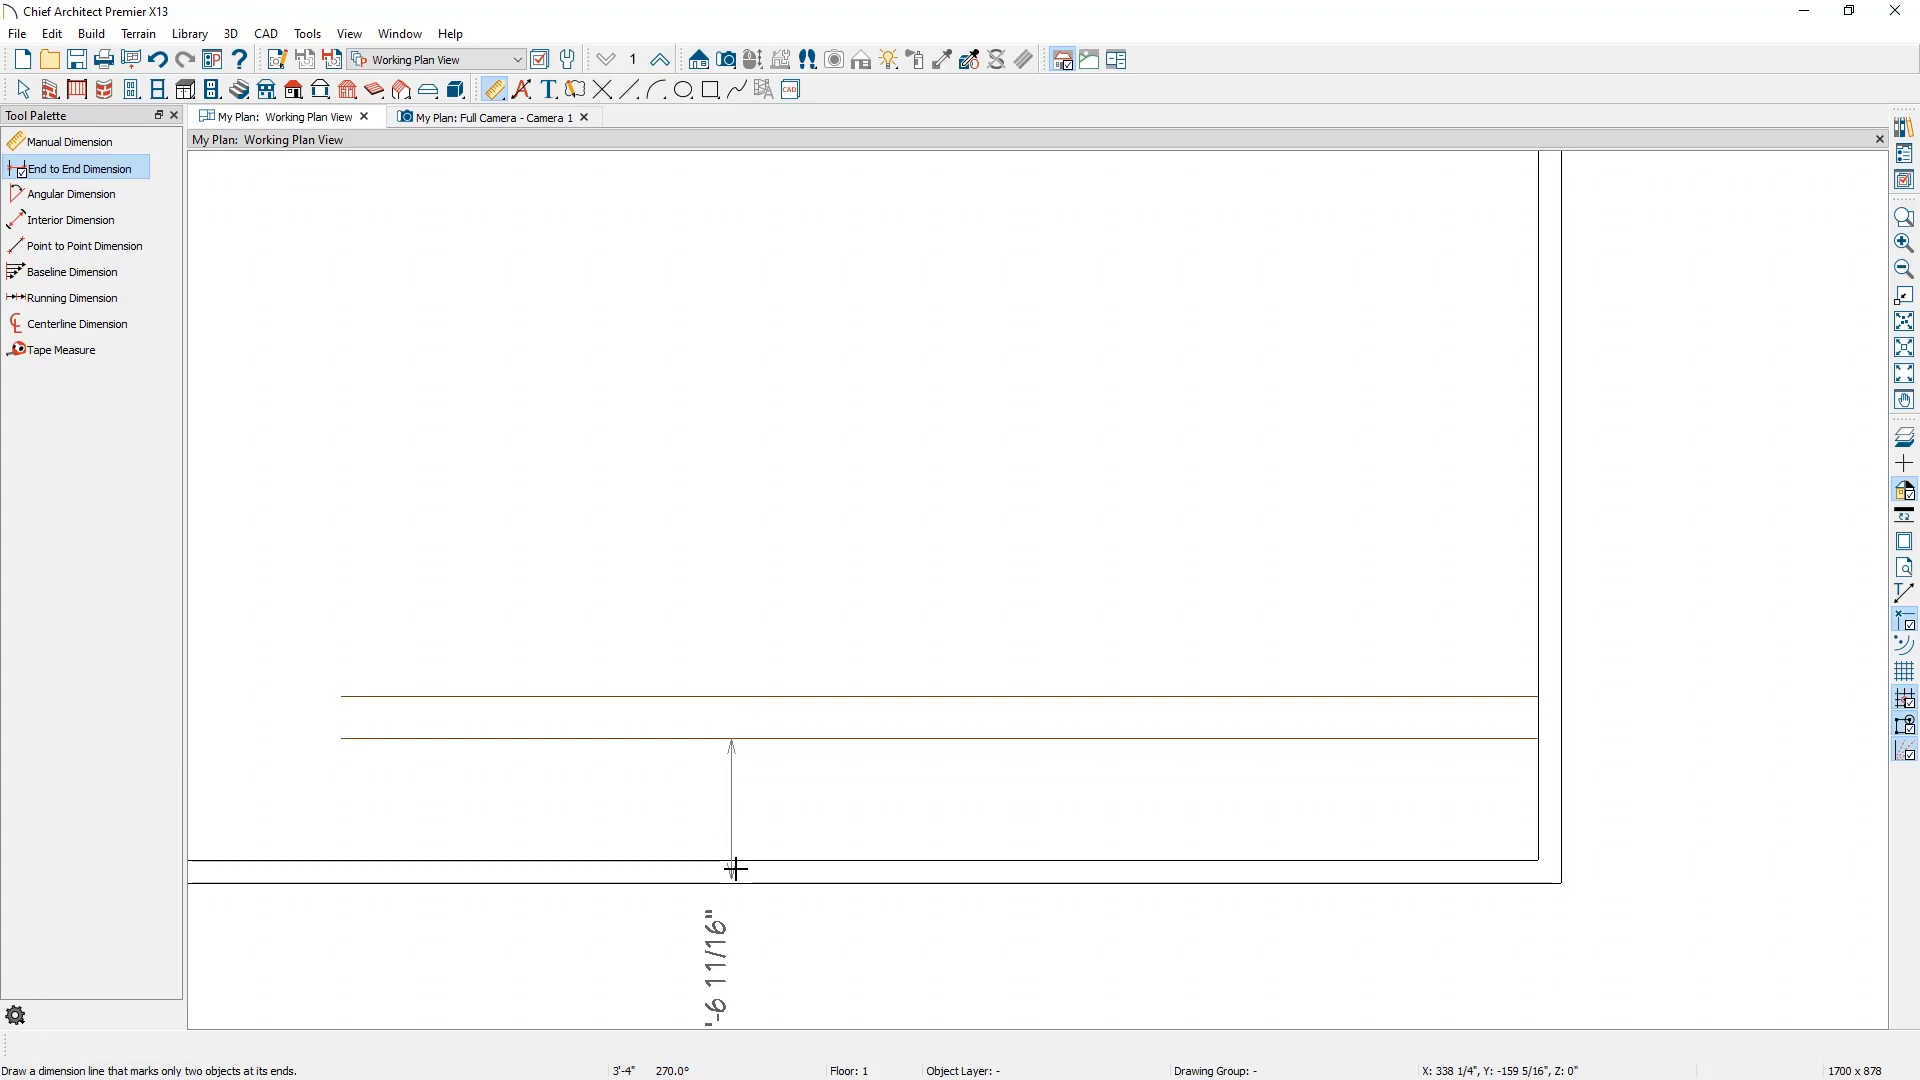 Chief Architect Premier X13
File Edit Build Terrain Library 3D CAD Tools Window View Help
Working Plan View 1
CAD
Tool Palette
My Plan: Working Plan View
My Plan: Full Camera - Camera 1
My Plan: Working Plan View
Manual Dimension
End to End Dimension
Angular Dimension
Interior Dimension
Point to Point Dimension
Baseline Dimension
Running Dimension
Centerline Dimension
Tape Measure
'-6 11/16"
Draw a dimension line that marks only two objects at its ends. 3'-4" 270.0° Floor: 1 Object Layer: - Drawing Group: - X: 338 1/4", Y: -159 5/16", Z: 0" 1700 x 878